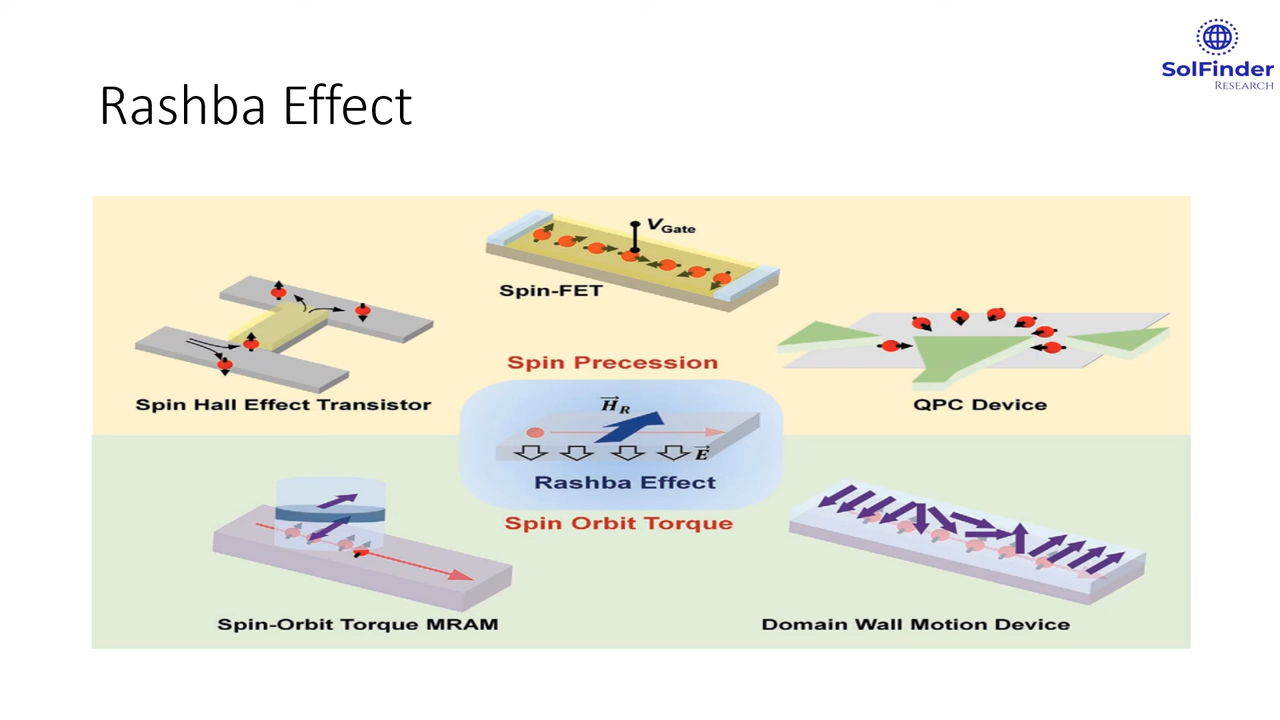 SolFinder
RESEARCH
Rashba Effect
VGate
Spin-FET
Spin Precession
Spin Hall Effect Transistor
QPC Device
H⃗R
E⃗
Rashba Effect
Spin Orbit Torque
Spin-Orbit Torque MRAM
Domain Wall Motion Device